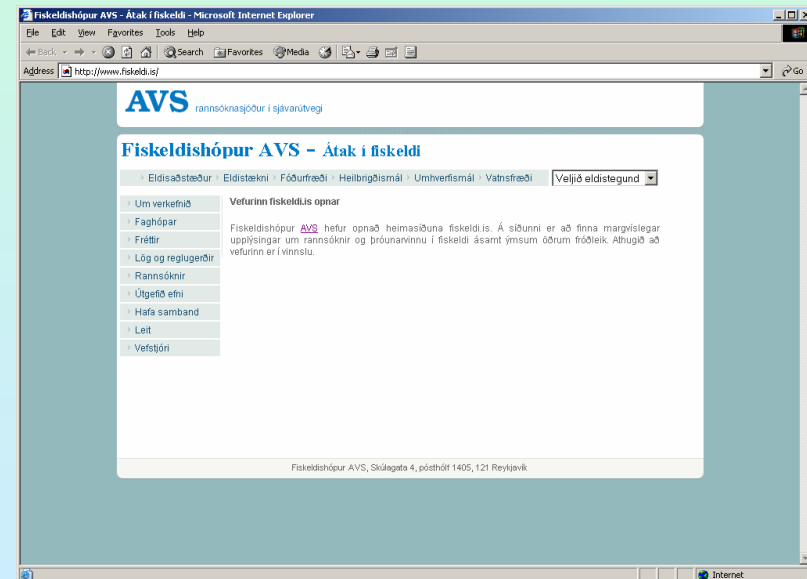 Fiskeldishópur AVS - Átak í fiskeldi - Microsoft Internet Explorer
File Edit View Favorites Tools Help
Back Search Favorites Media
Address http://www.fiskeldi.is/ Go
AVS rannsóknasjóður í sjávarútvegi
Fiskeldishópur AVS - Átak í fiskeldi
Eldisaðstæður Eldistækni Fóðurfræði Heilbrigðismál Umhverfismál Vatnsfræði Veljið eldistegund
Um verkefnið
Faghópar
Fréttir
Lög og reglugerðir
Rannsóknir
Útgefið efni
Hafa samband
Leit
Vefstjóri
Vefurinn fiskeldi.is opnar
Fiskeldishópur AVS hefur opnað heimasíðuna fiskeldi.is. Á síðunni er að finna margvíslegar
upplýsingar um rannsóknir og þróunarvinnu í fiskeldi ásamt ýmsum öðrum fróðleik. Athugið að
vefurinn er í vinnslu.
Fiskeldishópur AVS, Skúlagata 4, pósthólf 1405, 121 Reykjavík
Internet